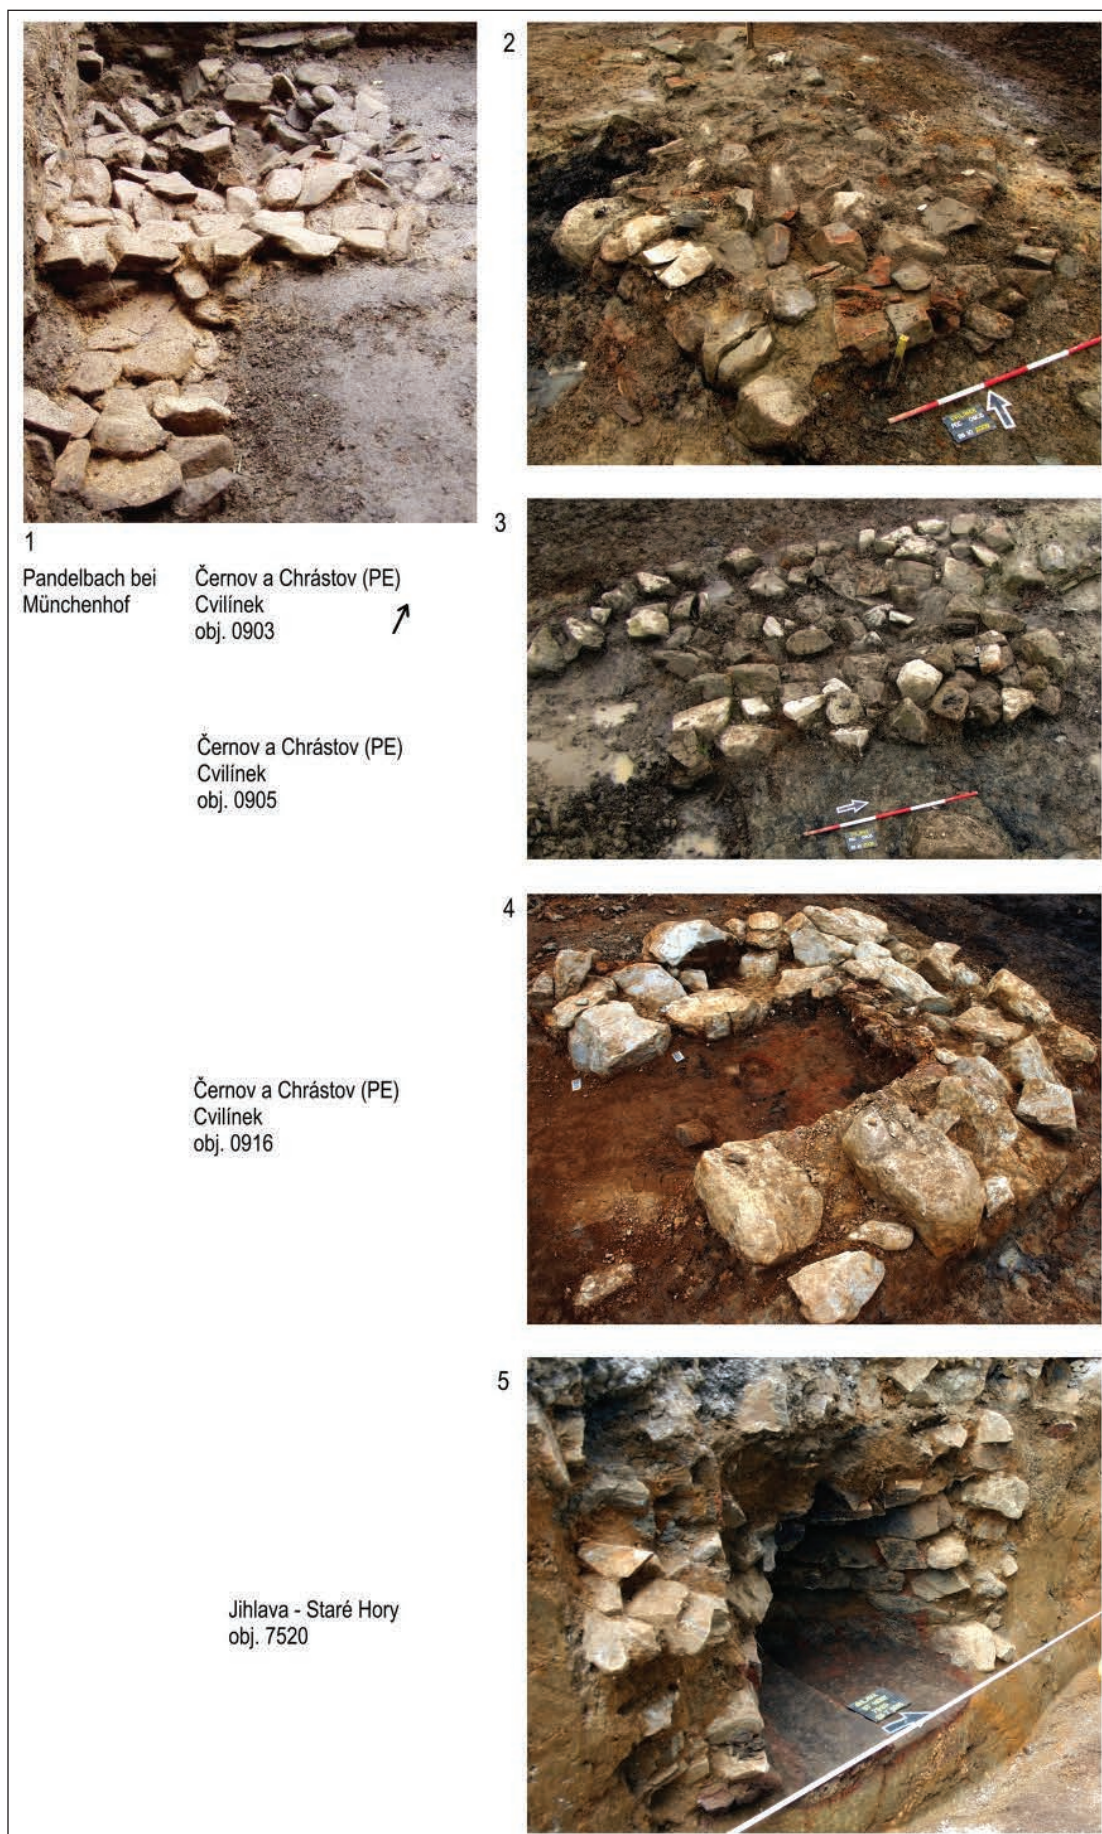 1
2
Pandelbach bei
Münchenhof
Černov a Chrástov (PE)
Cvilínek
obj. 0903
3
Černov a Chrástov (PE)
Cvilínek
obj. 0905
4
Černov a Chrástov (PE)
Cvilínek
obj. 0916
5
Jihlava - Staré Hory
obj. 7520